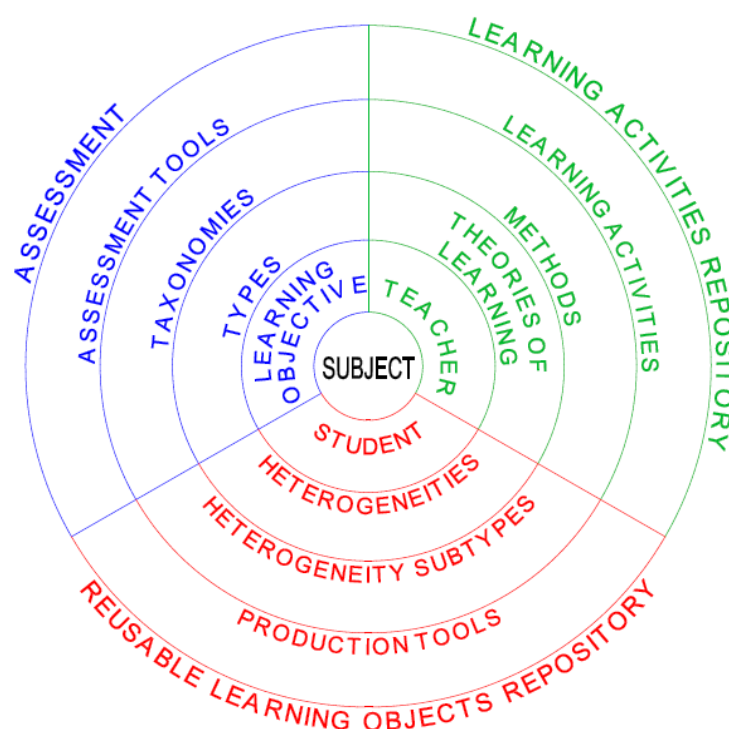 ASSESSMENT
ASSESSMENT TOOLS
TAXONOMIES
TYPES
LEARNING
OBJECTIVE
LEARNING ACTIVITIES REPOSITORY
LEARNING ACTIVITIES
METHODS
THEORIES OF
LEARNING
TEACHER
SUBJECT
STUDENT
HETEROGENEITIES
HETEROGENEITY SUBTYPES
PRODUCTION TOOLS
REUSABLE LEARNING OBJECTS REPOSITORY